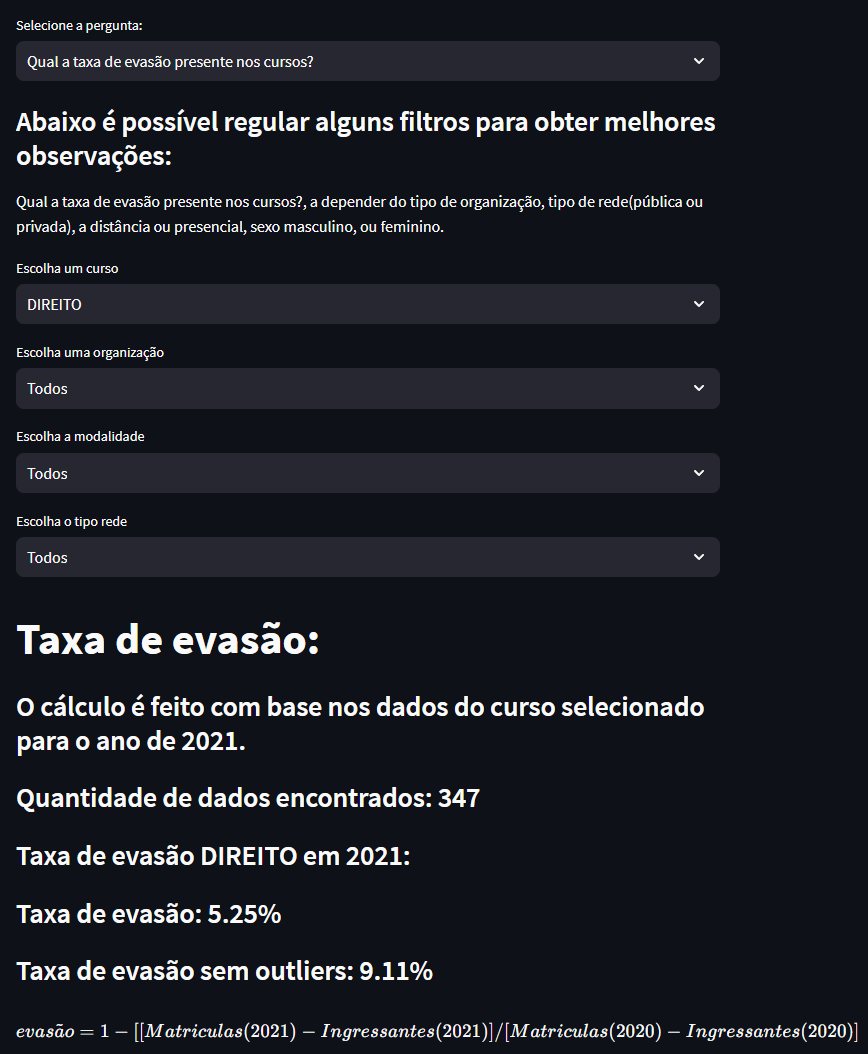 Selecione a pergunta:
Qual a taxa de evasão presente nos cursos?
Abaixo é possível regular alguns filtros para obter melhores
observações:
Qual a taxa de evasão presente nos cursos?, a depender do tipo de organização, tipo de rede(pública ou
privada), a distância ou presencial, sexo masculino, ou feminino.
Escolha um curso
DIREITO
Escolha uma organização
Todos
Escolha a modalidade
Todos
Escolha o tipo rede
Todos
Taxa de evasão:
O cálculo é feito com base nos dados do curso selecionado
para o ano de 2021.
Quantidade de dados encontrados: 347
Taxa de evasão DIREITO em 2021:
Taxa de evasão: 5.25%
Taxa de evasão sem outliers: 9.11%
evasão = 1 − [[Matriculas(2021) − Ingressantes(2021)]/[Matriculas(2020) − Ingressantes(2020)]